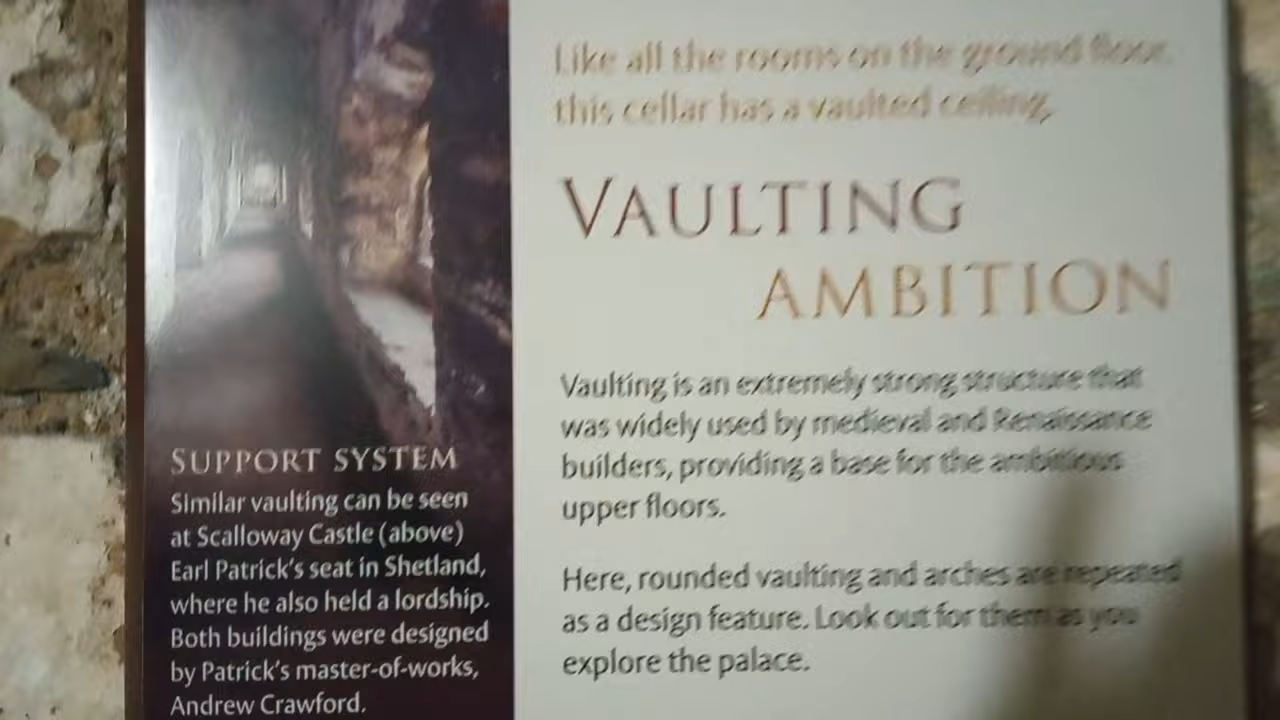 Like all the rooms on the ground floor,
this cellar has a vaulted ceiling,
VAULTING
AMBITION
Vaulting is an extremely strong structure that
was widely used by medieval and Renaissance
builders, providing a base for the ambitious
upper floors.
Here, rounded vaulting and arches are repeated
as a design feature. Look out for them as you
explore the palace.
SUPPORT SYSTEM
Similar vaulting can be seen
at Scalloway Castle (above)
Earl Patrick's seat in Shetland,
where he also held a lordship.
Both buildings were designed
by Patrick's master-of-works,
Andrew Crawford.